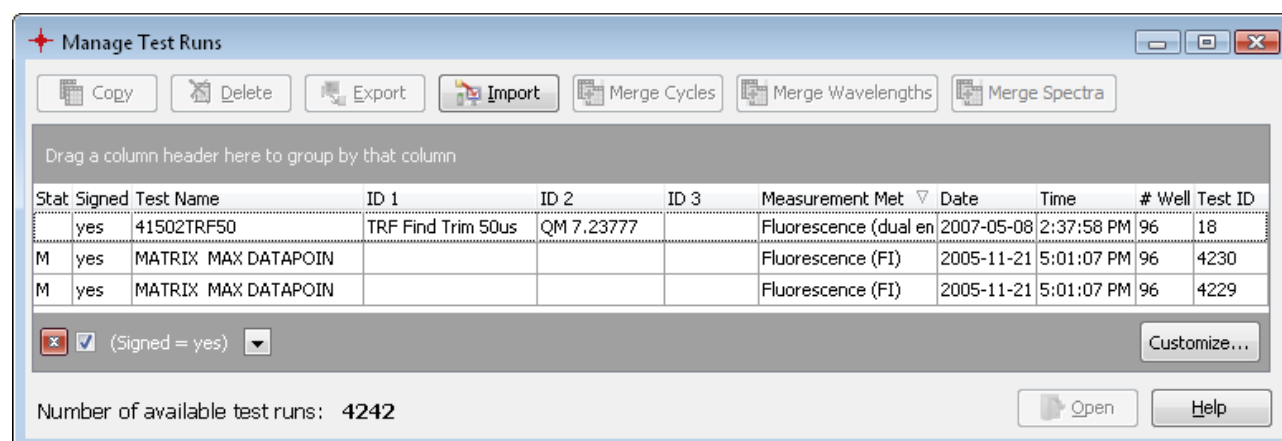 Manage Test Runs
Copy Delete Export Import Merge Cycles Merge Wavelengths Merge Spectra
Drag a column header here to group by that column
Stat Signed Test Name ID 1 ID 2 ID 3 Measurement Met Date Time # Well Test ID
yes 41502TRF50 TRF Find Trim 50us QM 7.23777 Fluorescence (dual en 2007-05-08 2:37:58 PM 96 18
M yes MATRIX MAX DATAPOIN Fluorescence (FI) 2005-11-21 5:01:07 PM 96 4230
M yes MATRIX MAX DATAPOIN Fluorescence (FI) 2005-11-21 5:01:07 PM 96 4229
(Signed = yes) Customize...
Number of available test runs: 4242 Open Help